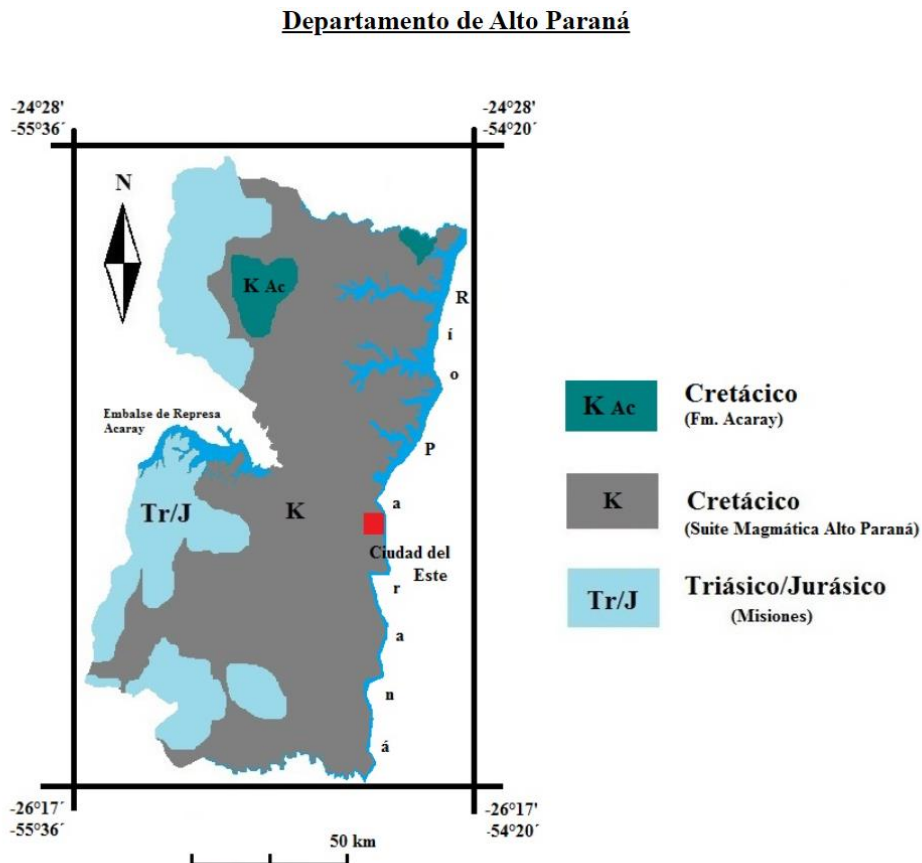 Departamento de Alto Paraná
-24°28'
-55°36´
-24°28'
-54°20´
N
K Ac
R
í
o
Embalse de Represa
Acaray
P
a
Tr/J
K
Ciudad del
Este
r
a
n
á
K Ac
Cretácico
(Fm. Acaray)
K
Cretácico
(Suite Magmática Alto Paraná)
Tr/J
Triásico/Jurásico
(Misiones)
-26°17´
-55°36´
-26°17'
-54°20´
50 km